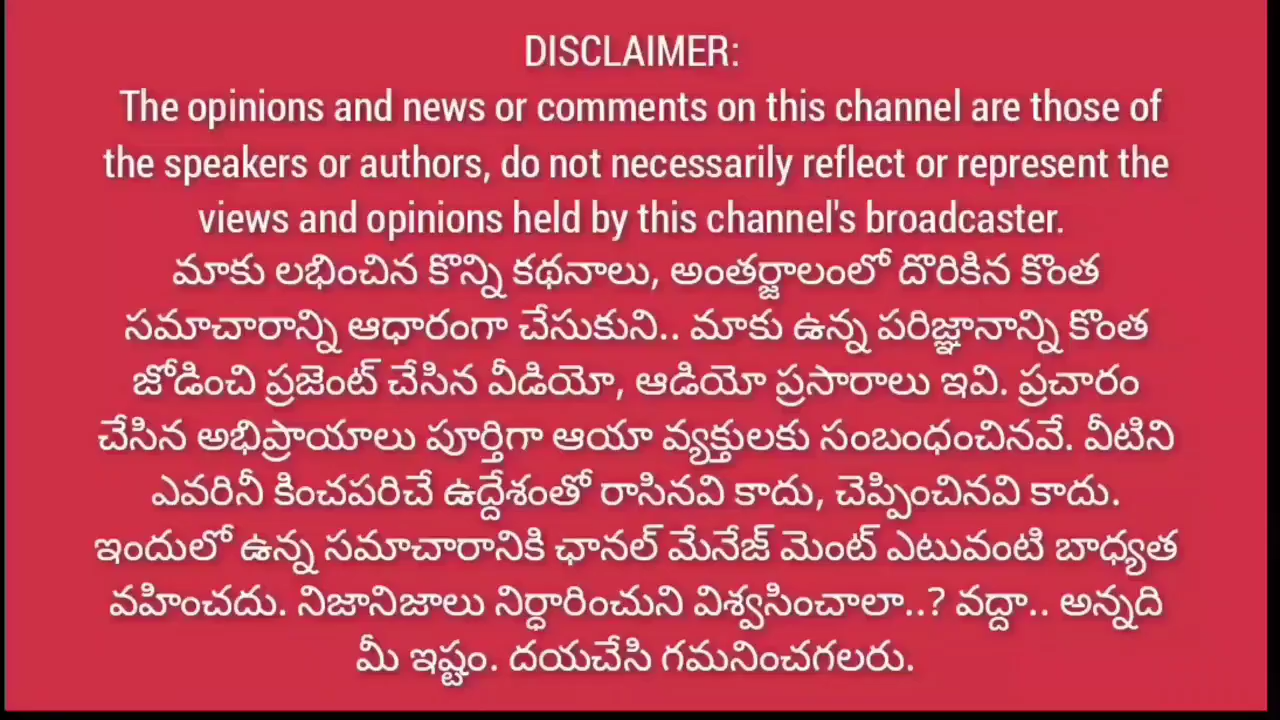 DISCLAIMER:
The opinions and news or comments on this channel are those of
the speakers or authors, do not necessarily reflect or represent the
views and opinions held by this channel's broadcaster.
మాకు లభించిన కొన్ని కథనాలు, అంతర్జాలంలో దొరికిన కొంత
సమాచారాన్ని ఆధారంగా చేసుకుని.. మాకు ఉన్న పరిజ్ఞానాన్ని కొంత
జోడించి ప్రజెంట్ చేసిన వీడియో, ఆడియో ప్రసారాలు ఇవి. ప్రచారం
చేసిన అభిప్రాయాలు పూర్తిగా ఆయా వ్యక్తులకు సంబంధంచినవే. వీటిని
ఎవరినీ కించపరిచే ఉద్దేశంతో రాసినవి కాదు, చెప్పించినవి కాదు.
ఇందులో ఉన్న సమాచారానికి ఛానల్ మేనేజ్ మెంట్ ఎటువంటి బాధ్యత
వహించదు. నిజానిజాలు నిర్ధారించుని విశ్వసించాలా..? వద్దా.. అన్నది
మీ ఇష్టం. దయచేసి గమనించగలరు.